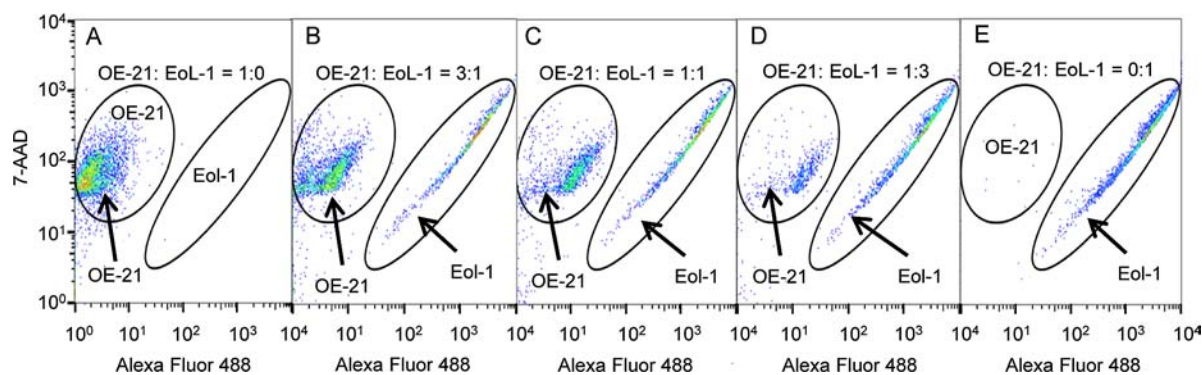 A
B
C
D
E
OE-21: EoL-1 = 1:0
OE-21: EoL-1 = 3:1
OE-21: EoL-1 = 1:1
OE-21: EoL-1 = 1:3
OE-21: EoL-1 = 0:1
7-AAD
10⁴
10³
10²
10¹
10⁰
OE-21
Eol-1
OE-21
Eol-1
OE-21
Eol-1
OE-21
Eol-1
OE-21
OE-21
Eol-1
10⁰ 10¹ 10² 10³ 10⁴ 10¹ 10² 10³ 10⁴ 10¹ 10² 10³ 10⁴ 10¹ 10² 10³ 10⁴ 10¹ 10² 10³ 10⁴
Alexa Fluor 488
Alexa Fluor 488
Alexa Fluor 488
Alexa Fluor 488
Alexa Fluor 488